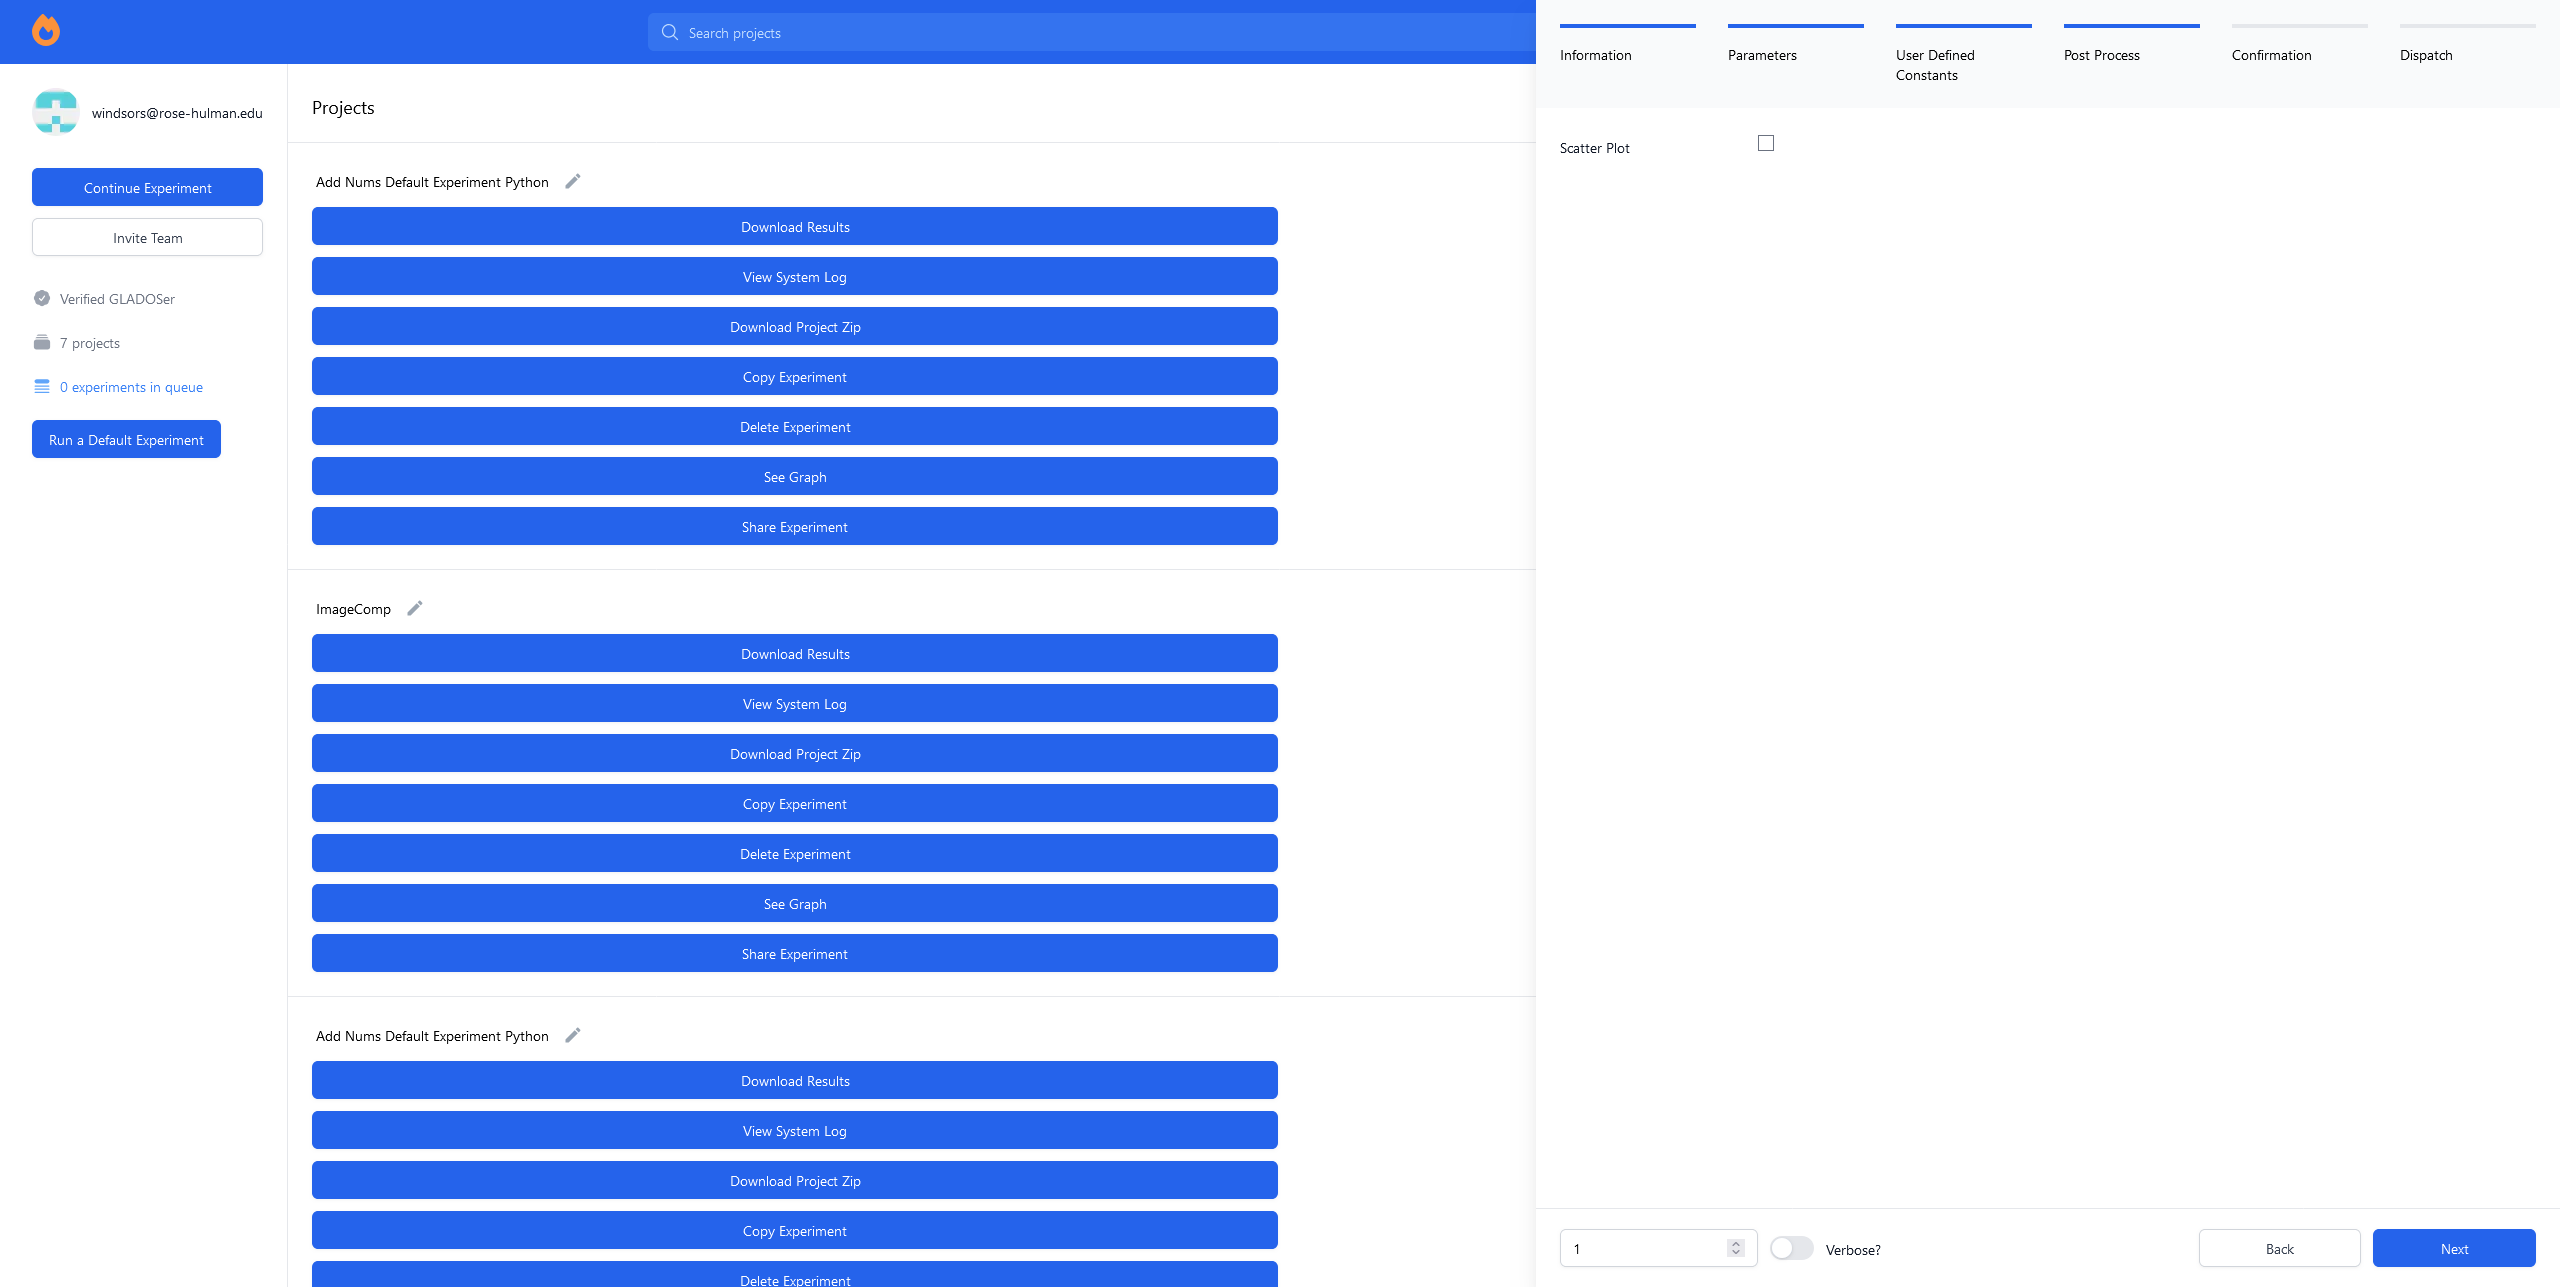 Search projects
Information
Parameters
User Defined
Constants
Post Process
Confirmation
Dispatch
windsors@rose-hulman.edu
Continue Experiment
Invite Team
Verified GLADOSer
7 projects
0 experiments in queue
Run a Default Experiment
Projects
Add Nums Default Experiment Python
Download Results
View System Log
Download Project Zip
Copy Experiment
Delete Experiment
See Graph
Share Experiment
ImageComp
Download Results
View System Log
Download Project Zip
Copy Experiment
Delete Experiment
See Graph
Share Experiment
Add Nums Default Experiment Python
Download Results
View System Log
Download Project Zip
Copy Experiment
Delete Experiment
Scatter Plot
1
Verbose?
Back
Next